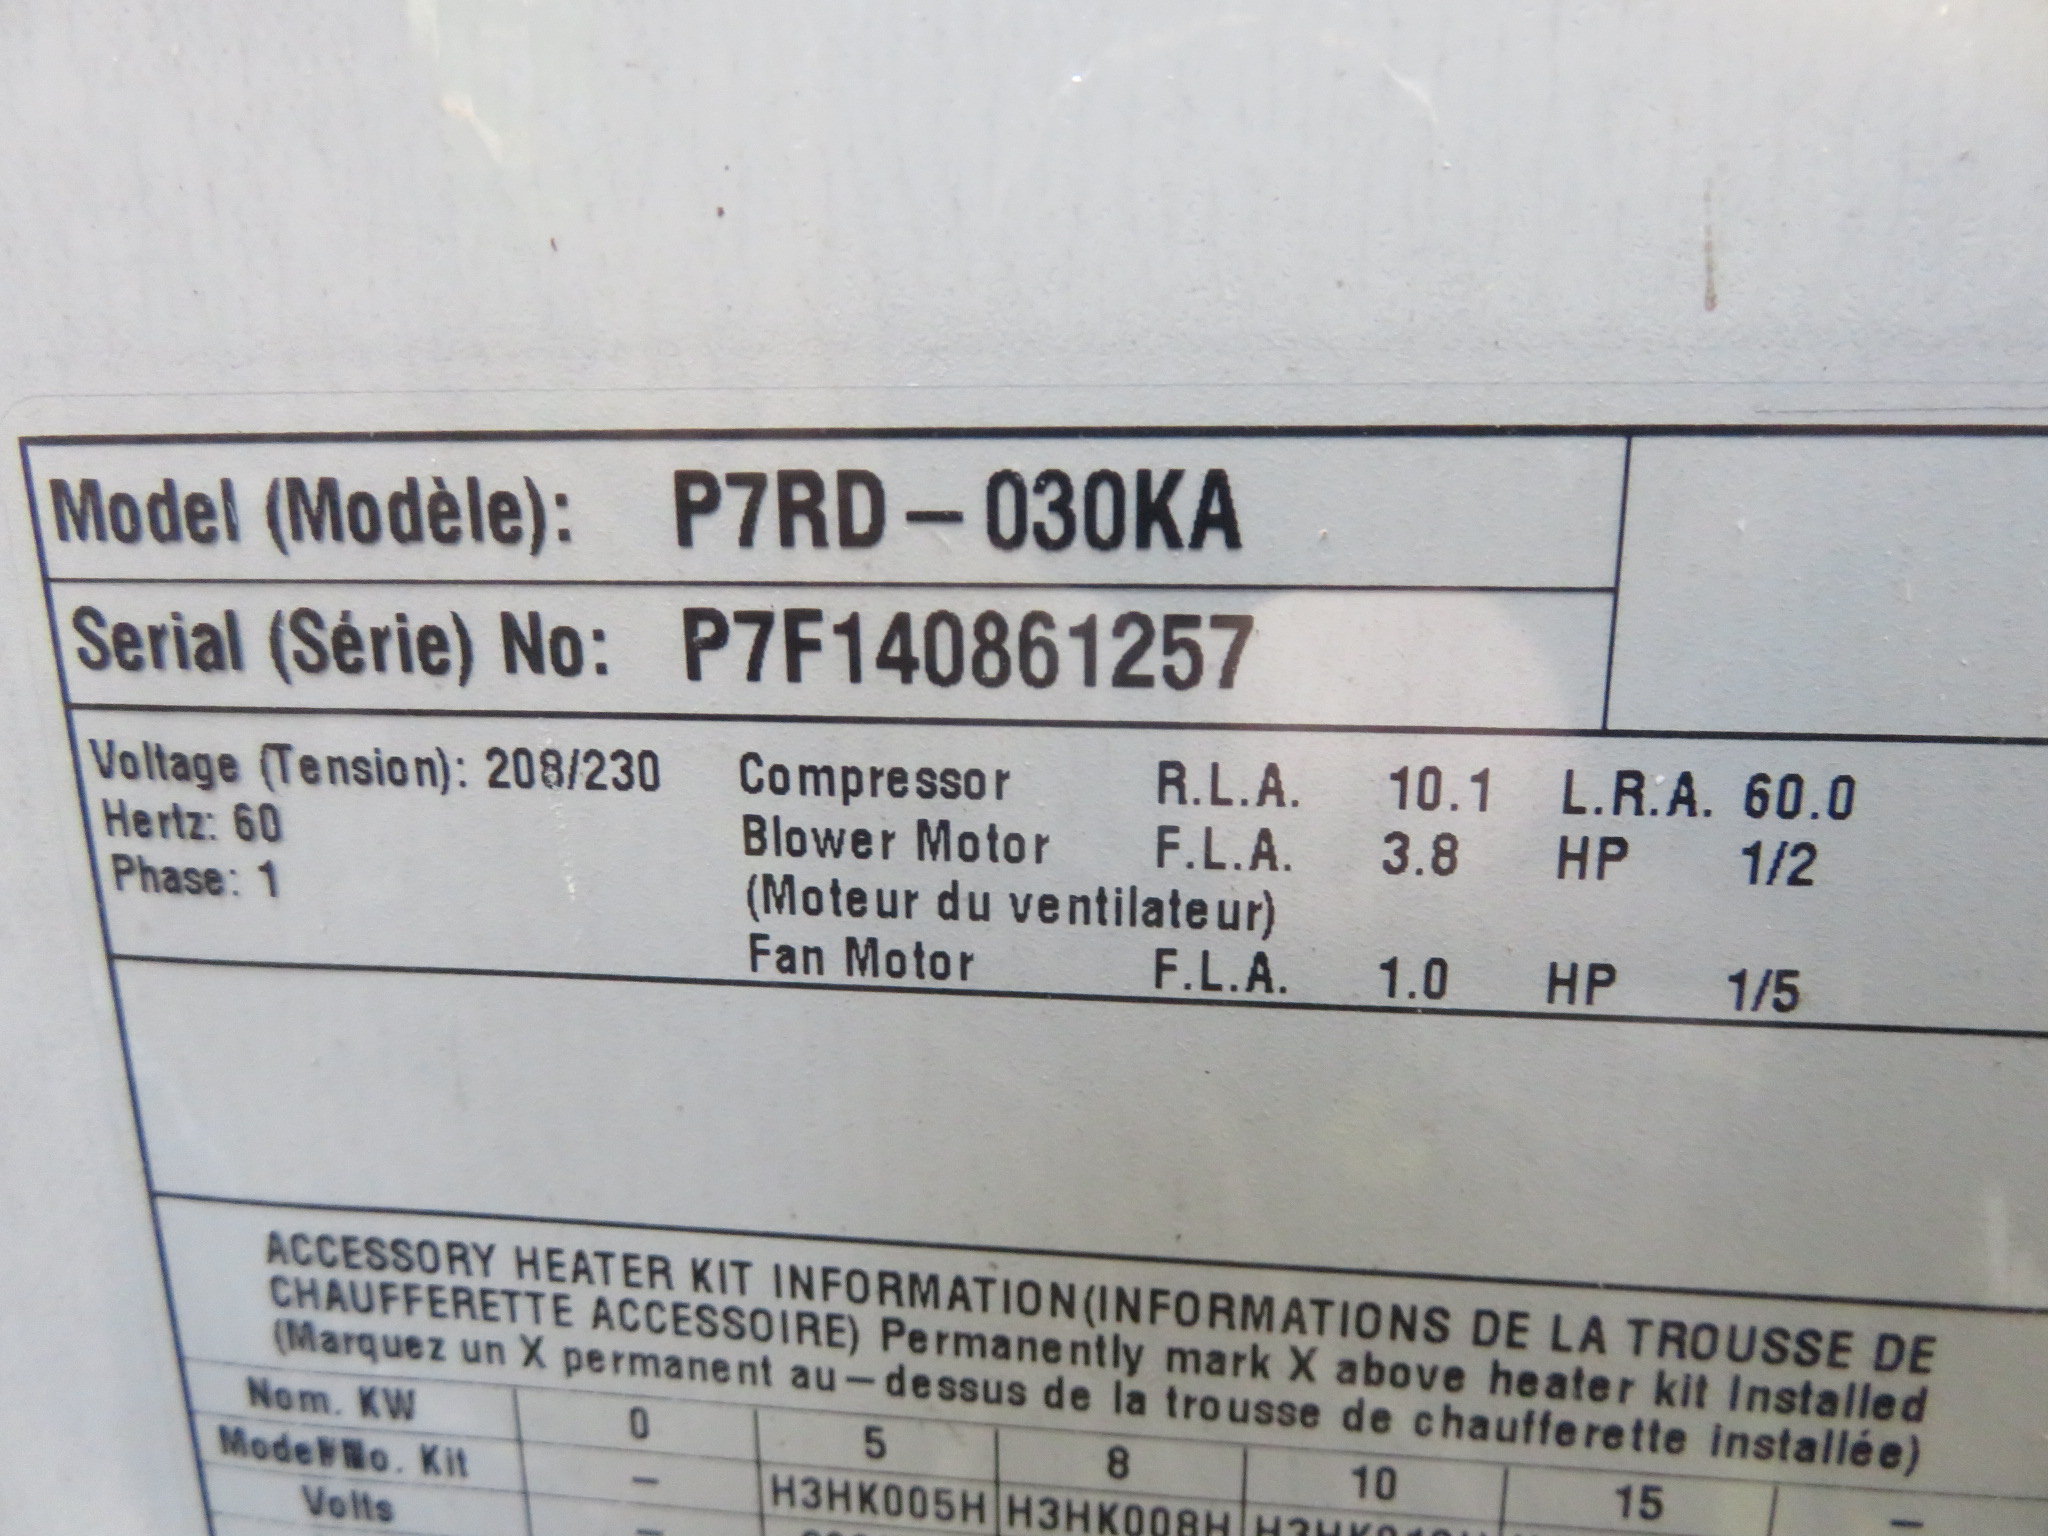 Model (Modèle): P7RD-030KA
Serial (Série) No: P7F140861257
Voltage (Tension): 208/230
Hertz: 60
Phase: 1
Compressor R.L.A. 10.1 L.R.A. 60.0
Blower Motor F.L.A. 3.8 HP 1/2
(Moteur du ventilateur)
Fan Motor F.L.A. 1.0 HP 1/5
ACCESSORY HEATER KIT INFORMATION(INFORMATIONS DE LA TROUSSE DE
CHAUFFERETTE ACCESSOIRE) Permanently mark X above heater kit Installed
(Marquez un X permanent au-dessus de la trousse de chaufferette installée)
Nom. KW 0 5 8 10 15 –
No. Kit – H3HK005H H3HK008H
Volts –